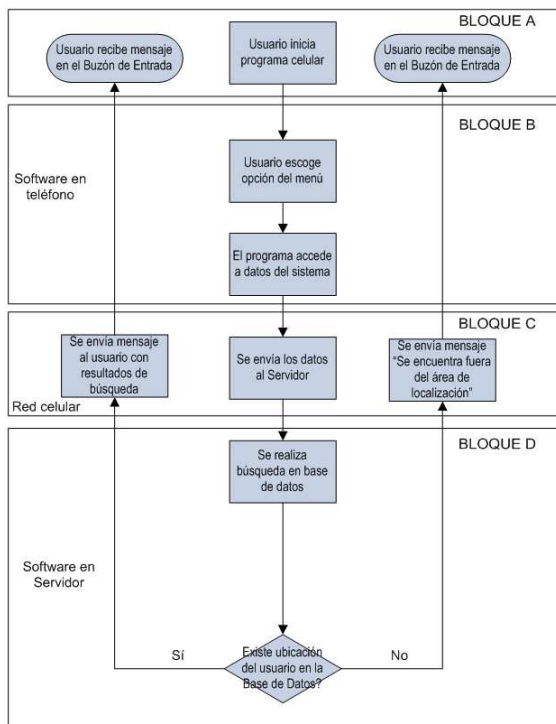 BLOQUE A
Usuario recibe mensaje
en el Buzón de Entrada
Usuario inicia
programa celular
Usuario recibe mensaje
en el Buzón de Entrada
BLOQUE B
Usuario escoge
opción del menú
Software en
teléfono
El programa accede
a datos del sistema
BLOQUE C
Se envía mensaje
al usuario con
resultados de
búsqueda
Se envía los datos
al Servidor
Se envía mensaje
“Se encuentra fuera
del área de
localización”
Red celular
BLOQUE D
Se realiza
búsqueda en base
de datos
Software en
Servidor
Sí
Existe ubicación
del usuario en la
Base de Datos?
No